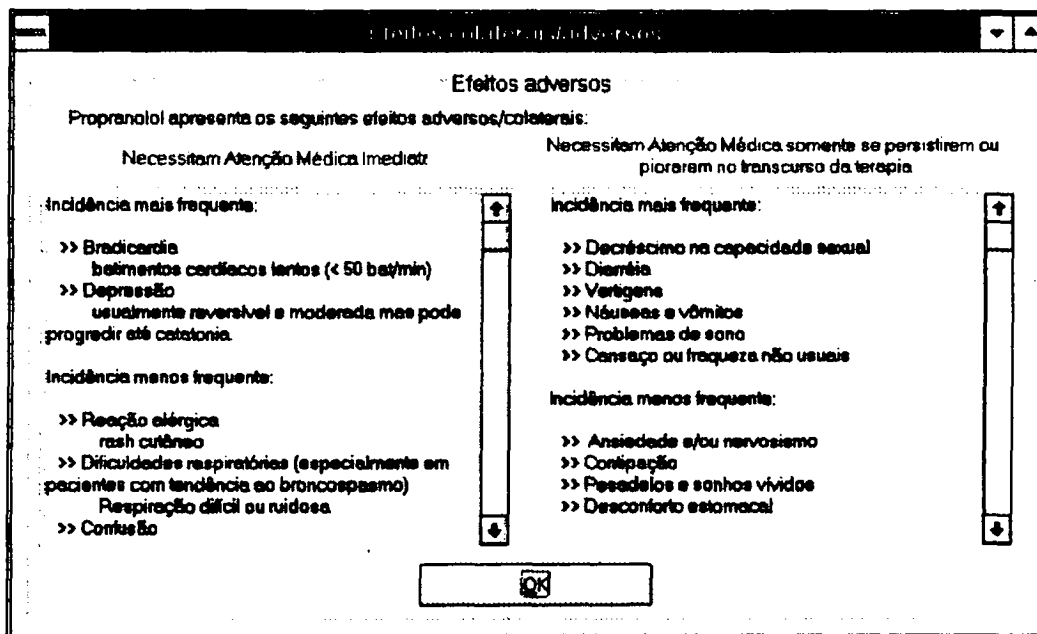 Efeitos colaterais/adversos
Efeitos adversos
Propranolol apresenta os seguintes efeitos adversos/colaterais:
Necessitam Atenção Médica Imediata
Incidência mais frequente:
>> Bradicardia
batimentos cardíacos lentos (< 50 bat/min)
>> Depressão
usualmente reversível e moderada mas pode
progredir até catatonia.
Incidência menos frequente:
>> Reação alérgica
rash cutâneo
>> Dificuldades respiratórias (especialmente em
pacientes com tendência ao broncospasmo)
Respiração difícil ou ruidosa
>> Confusão
Necessitam Atenção Médica somente se persistirem ou
piorarem no transcurso da terapia
Incidência mais frequente:
>> Decréscimo na capacidade sexual
>> Diarréia
>> Vertigens
>> Náuseas e vômitos
>> Problemas de sono
>> Cansaço ou fraqueza não usuais
Incidência menos frequente:
>> Ansiedade e/ou nervosismo
>> Contipação
>> Pesadelos e sonhos vívidos
>> Desconforto estomacal
OK